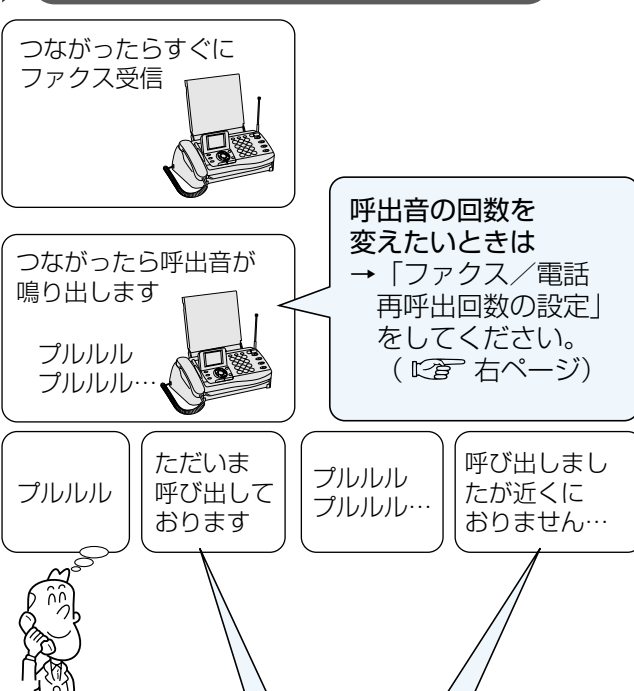 つながったらすぐに
ファクス受信
つながったら呼出音が
鳴り出します
プルルル
プルルル…
呼出音の回数を
変えたいときは
→「ファクス／電話
再呼出回数の設定」
をしてください。
(☞ 右ページ)
プルルル
ただいま
呼び出して
おります
プルルル
プルルル…
呼び出しまし
たが近くに
おりません…